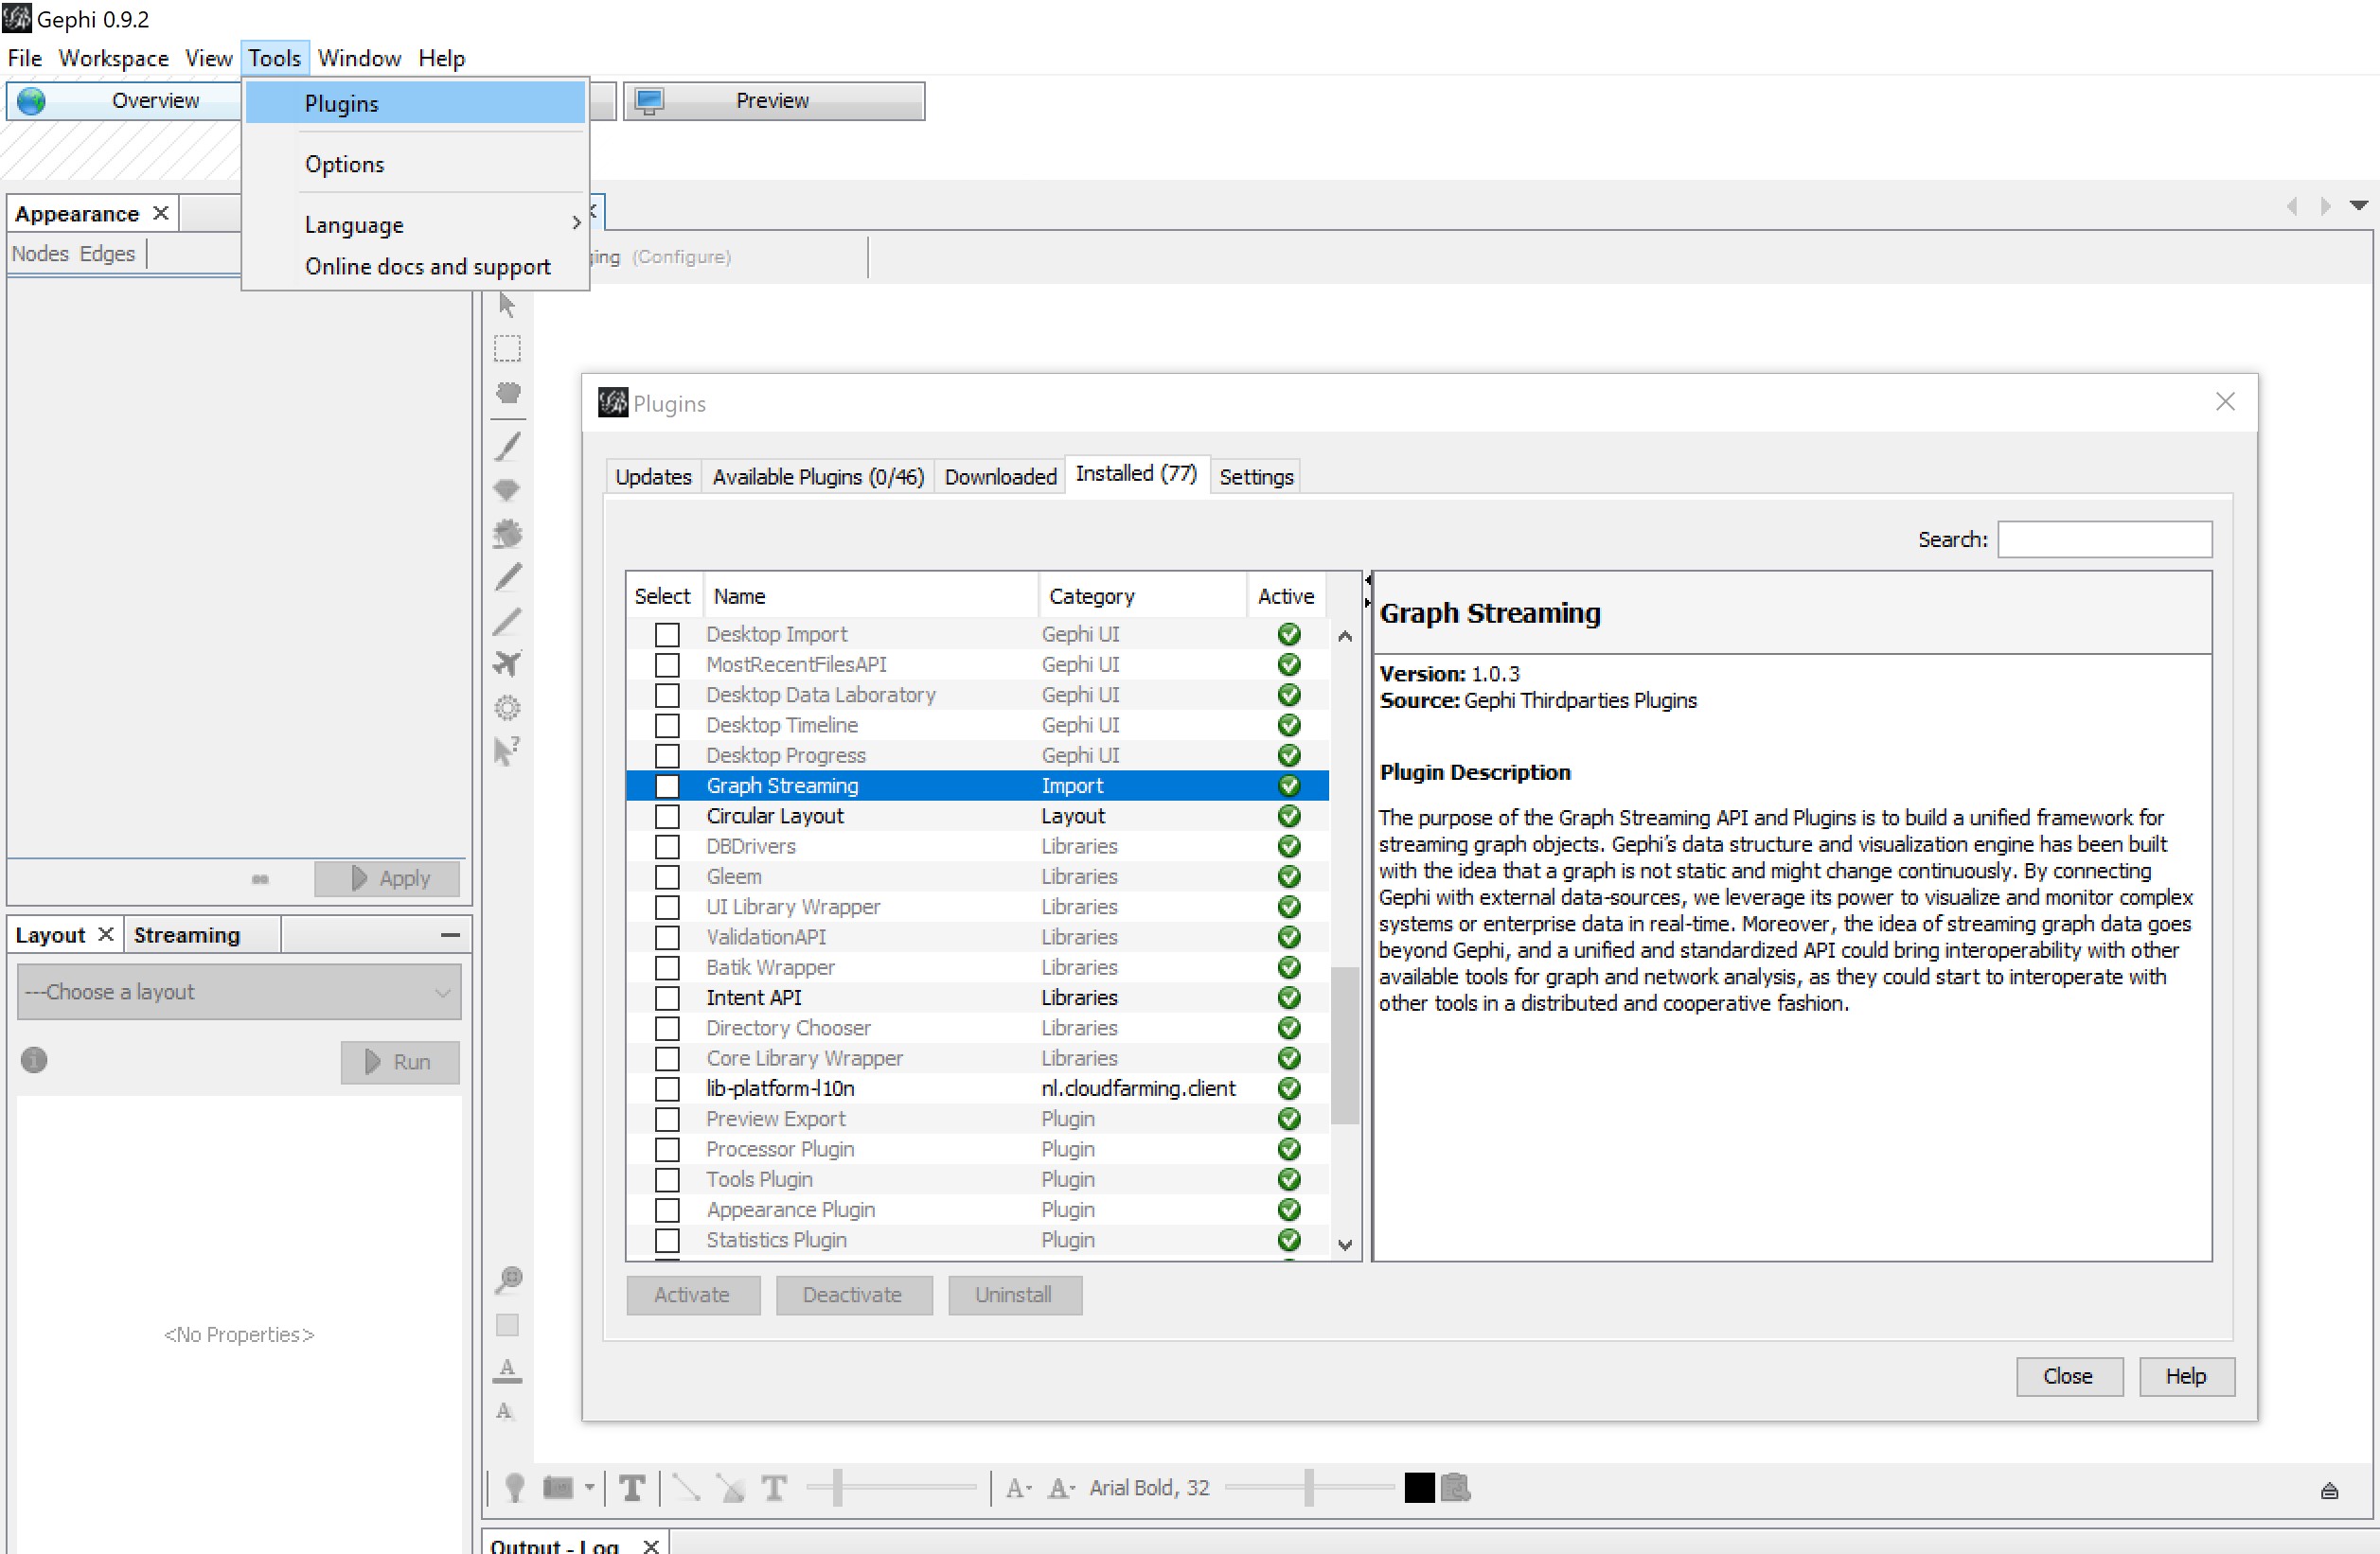 Gephi 0.9.2
File Workspace View Tools Window Help
Overview
Preview
Plugins
Options
Language
Online docs and support
Appearance
Nodes Edges
(Configure)
Apply
Layout Streaming
---Choose a layout
Run
<No Properties>
Plugins
Updates Available Plugins (0/46) Downloaded Installed (77) Settings
Search:
Select Name Category Active
Desktop Import Gephi UI
MostRecentFilesAPI Gephi UI
Desktop Data Laboratory Gephi UI
Desktop Timeline Gephi UI
Desktop Progress Gephi UI
Graph Streaming Import
Circular Layout Layout
DBDrivers Libraries
Gleem Libraries
UI Library Wrapper Libraries
ValidationAPI Libraries
Batik Wrapper Libraries
Intent API Libraries
Directory Chooser Libraries
Core Library Wrapper Libraries
lib-platform-l10n nl.cloudfarming.client
Preview Export Plugin
Processor Plugin Plugin
Tools Plugin Plugin
Appearance Plugin Plugin
Statistics Plugin Plugin
Activate Deactivate Uninstall
Graph Streaming
Version: 1.0.3
Source: Gephi Thirdparties Plugins
Plugin Description
The purpose of the Graph Streaming API and Plugins is to build a unified framework for
streaming graph objects. Gephi's data structure and visualization engine has been built
with the idea that a graph is not static and might change continuously. By connecting
Gephi with external data-sources, we leverage its power to visualize and monitor complex
systems or enterprise data in real-time. Moreover, the idea of streaming graph data goes
beyond Gephi, and a unified and standardized API could bring interoperability with other
available tools for graph and network analysis, as they could start to interoperate with
other tools in a distributed and cooperative fashion.
Close Help
Arial Bold, 32
Output - Log